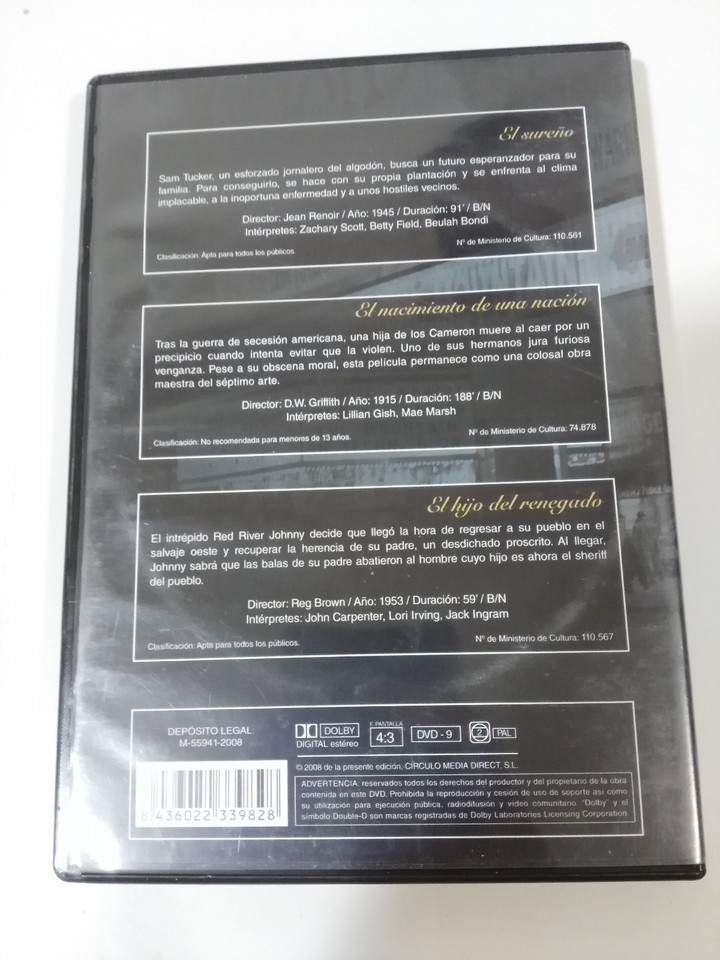 El sureño
Sam Tucker, un esforzado jornalero del algodón, busca un futuro esperanzador para su
familia. Para conseguirlo, se hace con su propia plantación y se enfrenta al clima
implacable, a la inoportuna enfermedad y a unos hostiles vecinos.
Director: Jean Renoir / Año: 1945 / Duración: 91' / B/N
Intérpretes: Zachary Scott, Betty Field, Beulah Bondi
Clasificación: Apta para todos los públicos.
Nº de Ministerio de Cultura: 110.561
El nacimiento de una nación
Tras la guerra de secesión americana, una hija de los Cameron muere al caer por un
precipicio cuando intenta evitar que la violen. Uno de sus hermanos jura furiosa
venganza. Pese a su obscena moral, esta película permanece como una colosal obra
maestra del séptimo arte.
Director: D.W. Griffith / Año: 1915 / Duración: 188' / B/N
Intérpretes: Lillian Gish, Mae Marsh
Clasificación: No recomendada para menores de 13 años.
Nº de Ministerio de Cultura: 74.878
El hijo del renegado
El intrépido Red River Johnny decide que llegó la hora de regresar a su pueblo en el
salvaje oeste y recuperar la herencia de su padre, un desdichado proscrito. Al llegar,
Johnny sabrá que las balas de su padre abatieron al hombre cuyo hijo es ahora el sheriff
del pueblo.
Director: Reg Brown / Año: 1953 / Duración: 59' / B/N
Intérpretes: John Carpenter, Lori Irving, Jack Ingram
Clasificación: Apta para todos los públicos.
Nº de Ministerio de Cultura: 110.567
DEPÓSITO LEGAL:
M-55941-2008
8 436022 339828
DOLBY
DIGITAL estéreo
F. PANTALLA
4:3
DVD - 9
2
PAL
© 2008 de la presente edición, CÍRCULO MEDIA DIRECT, S.L.
ADVERTENCIA: reservados todos los derechos del productor y del propietario de la obra
contenida en este DVD. Prohibida la reproducción y cesión de uso de soporte así como
su utilización para ejecución pública, radiodifusión y vídeo comunitario. "Dolby" y el
símbolo Double-D son marcas registradas de Dolby Laboratories Licensing Corporation